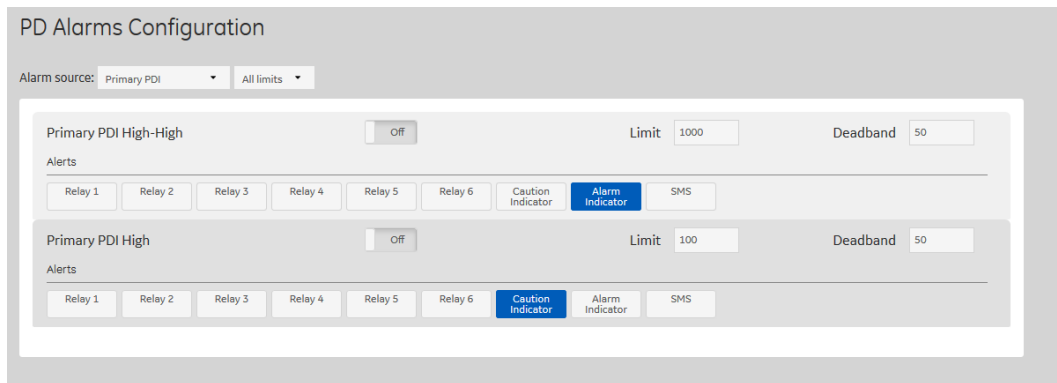 PD Alarms Configuration
Alarm source: Primary PDI All limits
Primary PDI High-High Off Limit 1000 Deadband 50
Alerts
Relay 1 Relay 2 Relay 3 Relay 4 Relay 5 Relay 6 Caution Indicator Alarm Indicator SMS
Primary PDI High Off Limit 100 Deadband 50
Alerts
Relay 1 Relay 2 Relay 3 Relay 4 Relay 5 Relay 6 Caution Indicator Alarm Indicator SMS